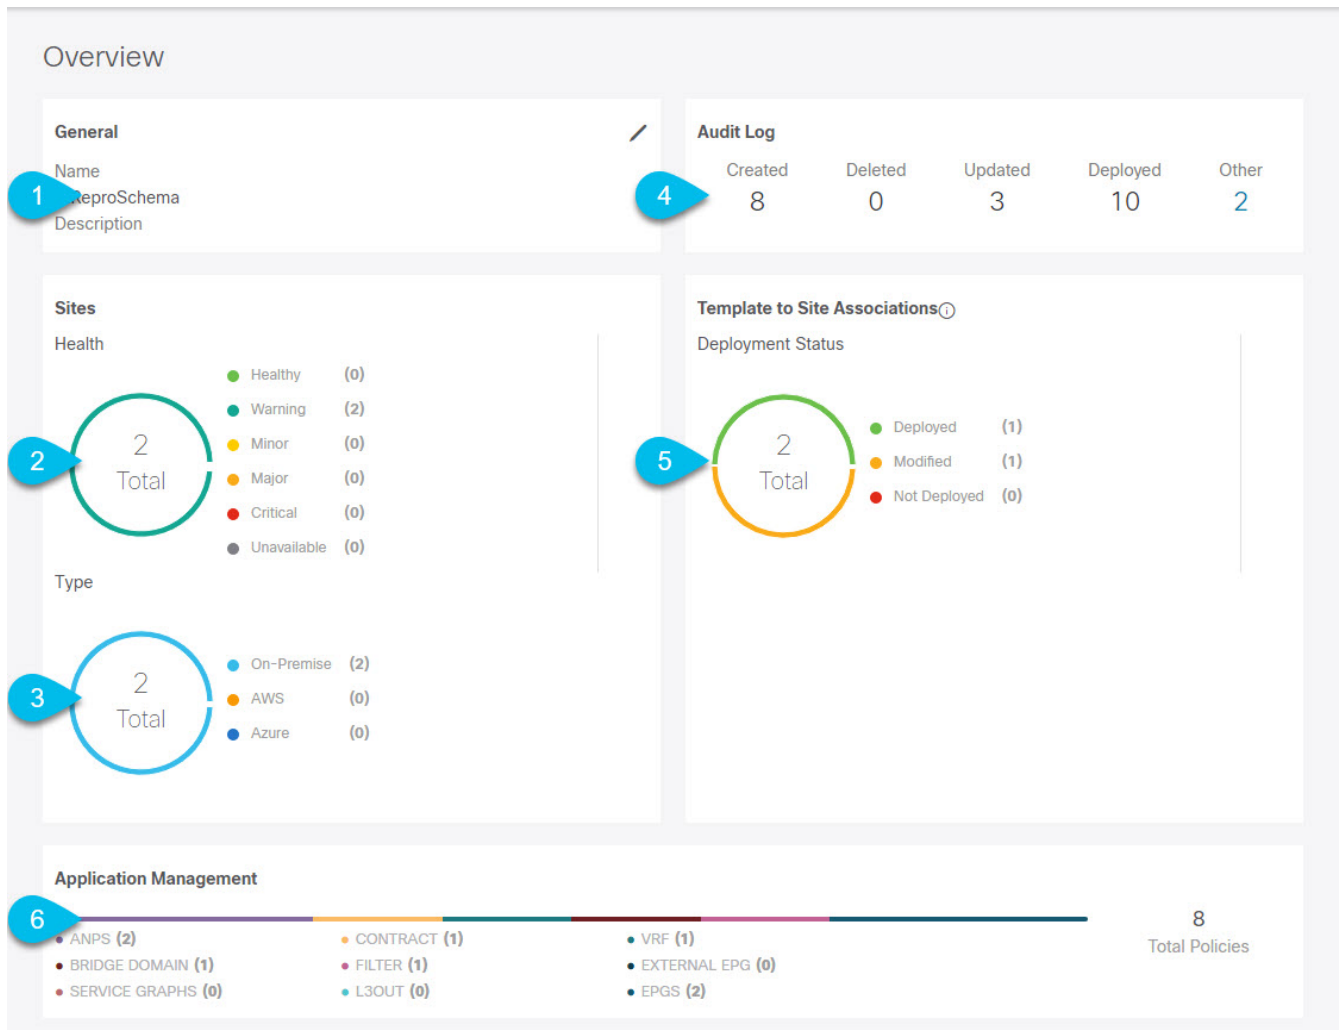 Overview
General
Name
1
ReproSchema
Description
Audit Log
Created Deleted Updated Deployed Other
4
8 0 3 10 2
Sites
Health
2
2
Total
Healthy (0)
Warning (2)
Minor (0)
Major (0)
Critical (0)
Unavailable (0)
Type
3
2
Total
On-Premise (2)
AWS (0)
Azure (0)
Template to Site Associations
Deployment Status
5
2
Total
Deployed (1)
Modified (1)
Not Deployed (0)
Application Management
6
ANPS (2) CONTRACT (1) VRF (1)
BRIDGE DOMAIN (1) FILTER (1) EXTERNAL EPG (0)
SERVICE GRAPHS (0) L3OUT (0) EPGS (2)
8
Total Policies